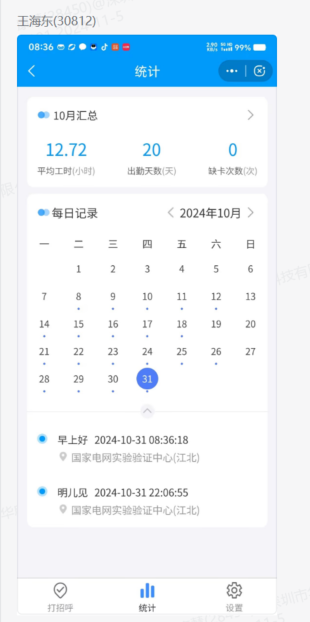 王海东(30812)
08:36
99%
统计
10月汇总
12.72 20 0
平均工时(小时) 出勤天数(天) 缺卡次数(次)
每日记录 2024年10月
一 二 三 四 五 六 日
1 2 3 4 5 6
7 8 9 10 11 12 13
14 15 16 17 18 19 20
21 22 23 24 25 26 27
28 29 30 31
早上好 2024-10-31 08:36:18
国家电网实验验证中心(江北)
明儿见 2024-10-31 22:06:55
国家电网实验验证中心(江北)
打招呼 统计 设置